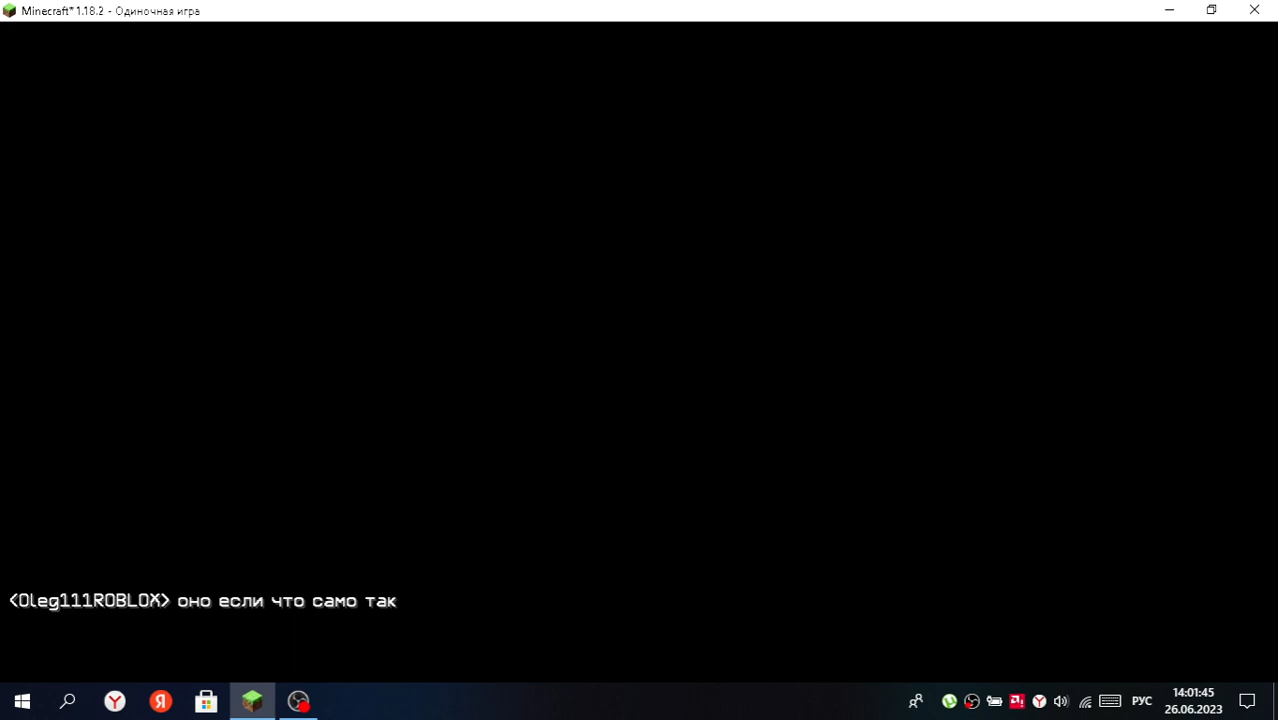 Minecraft* 1.18.2 - Одиночная игра
<Oleg111ROBLOX> оно если что само так
РУС
14:01:45
26.06.2023